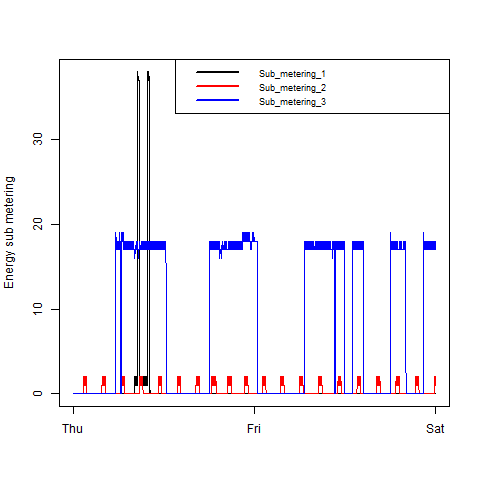 Sub_metering_1
Sub_metering_2
Sub_metering_3
Energy sub metering
30
20
10
0
Thu Fri Sat